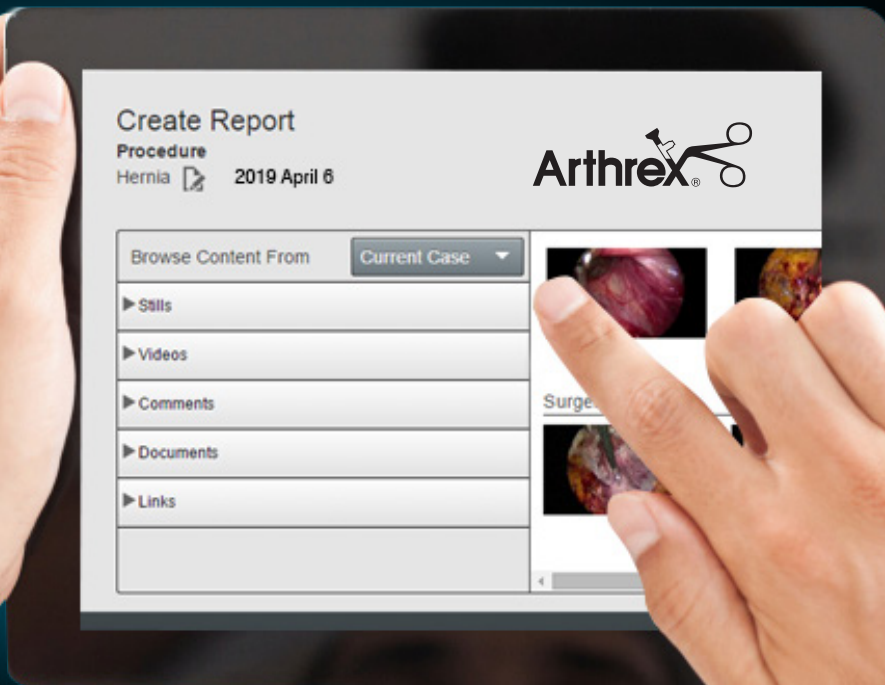 Create Report
Procedure
Hernia 2019 April 6
Arthrex®
Browse Content From Current Case
Stills
Videos
Comments
Documents
Links